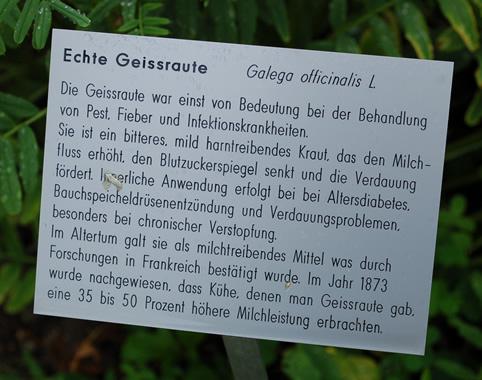 Echte Geissraute Galega officinalis L.
Die Geissraute war einst von Bedeutung bei der Behandlung
von Pest, Fieber und Infektionskrankheiten.
Sie ist ein bitteres, mild harntreibendes Kraut, das den Milch-
fluss erhöht, den Blutzuckerspiegel senkt und die Verdauung
fördert. Innerliche Anwendung erfolgt bei bei Altersdiabetes,
Bauchspeicheldrüsenentzündung und Verdauungsproblemen,
besonders bei chronischer Verstopfung.
Im Altertum galt sie als milchtreibendes Mittel was durch
Forschungen in Frankreich bestätigt wurde. Im Jahr 1873
wurde nachgewiesen, dass Kühe, denen man Geissraute gab,
eine 35 bis 50 Prozent höhere Milchleistung erbrachten.